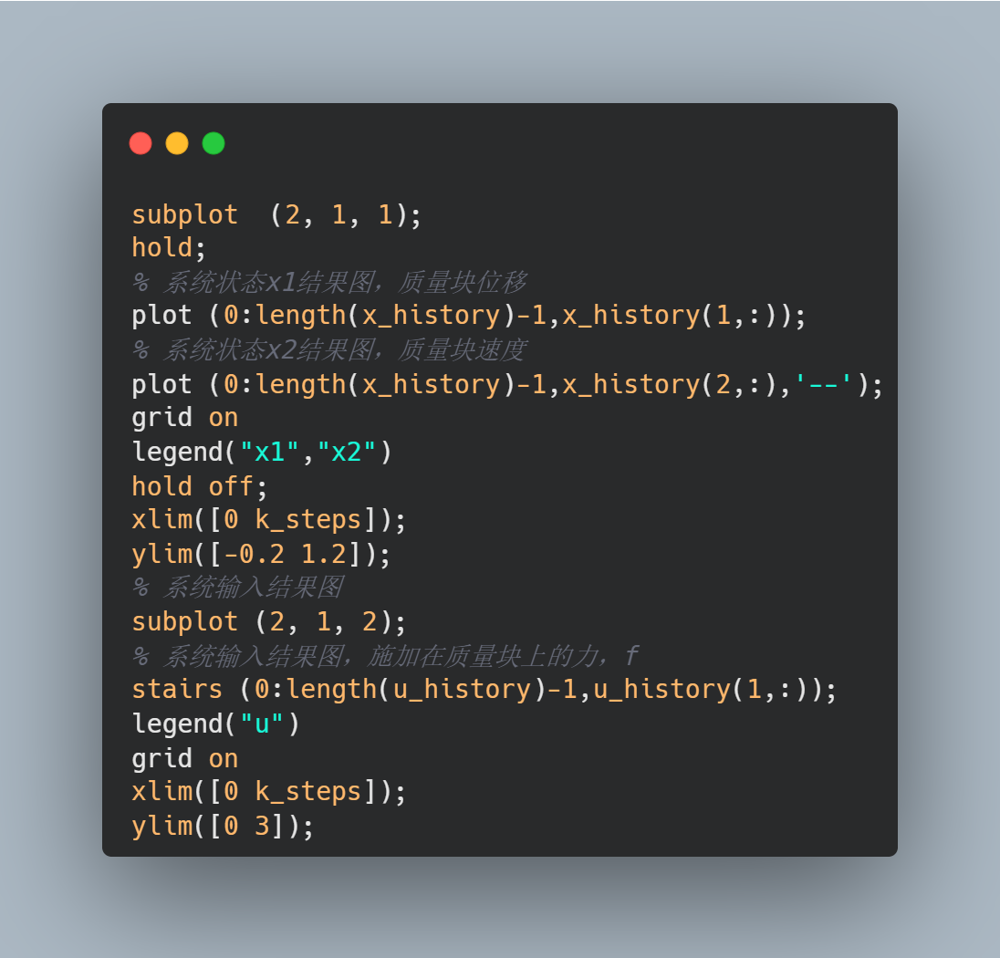 subplot  (2, 1, 1);
hold;
% 系统状态x1结果图，质量块位移
plot (0:length(x_history)-1,x_history(1,:));
% 系统状态x2结果图，质量块速度
plot (0:length(x_history)-1,x_history(2,:),'--');
grid on
legend("x1","x2")
hold off;
xlim([0 k_steps]);
ylim([-0.2 1.2]);
% 系统输入结果图
subplot (2, 1, 2);
% 系统输入结果图，施加在质量块上的力，f
stairs (0:length(u_history)-1,u_history(1,:));
legend("u")
grid on
xlim([0 k_steps]);
ylim([0 3]);